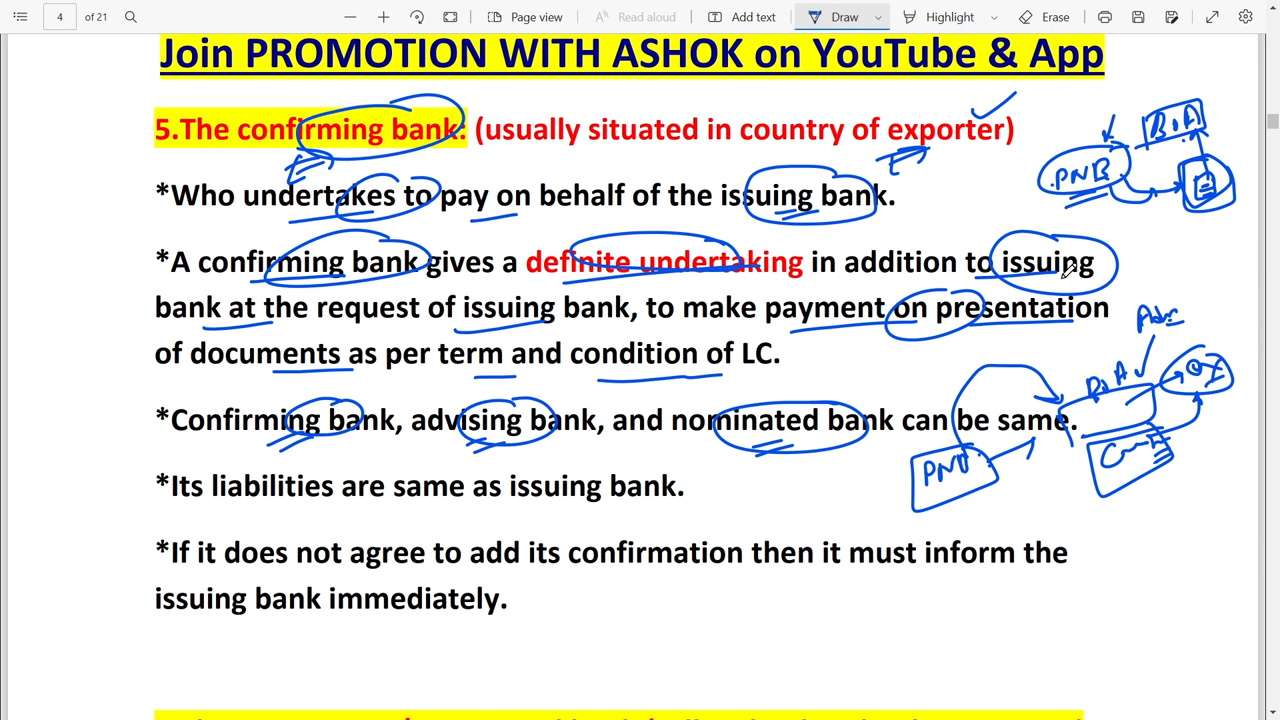 4 of 21 Page view Read aloud Add text Draw Highlight Erase
Join PROMOTION WITH ASHOK on YouTube & App
5.The confirming bank: (usually situated in country of exporter)
*Who undertakes to pay on behalf of the issuing bank.
*A confirming bank gives a definite undertaking in addition to issuing
bank at the request of issuing bank, to make payment on presentation
of documents as per term and condition of LC.
*Confirming bank, advising bank, and nominated bank can be same.
*Its liabilities are same as issuing bank.
*If it does not agree to add its confirmation then it must inform the
issuing bank immediately.
BOA
PNB